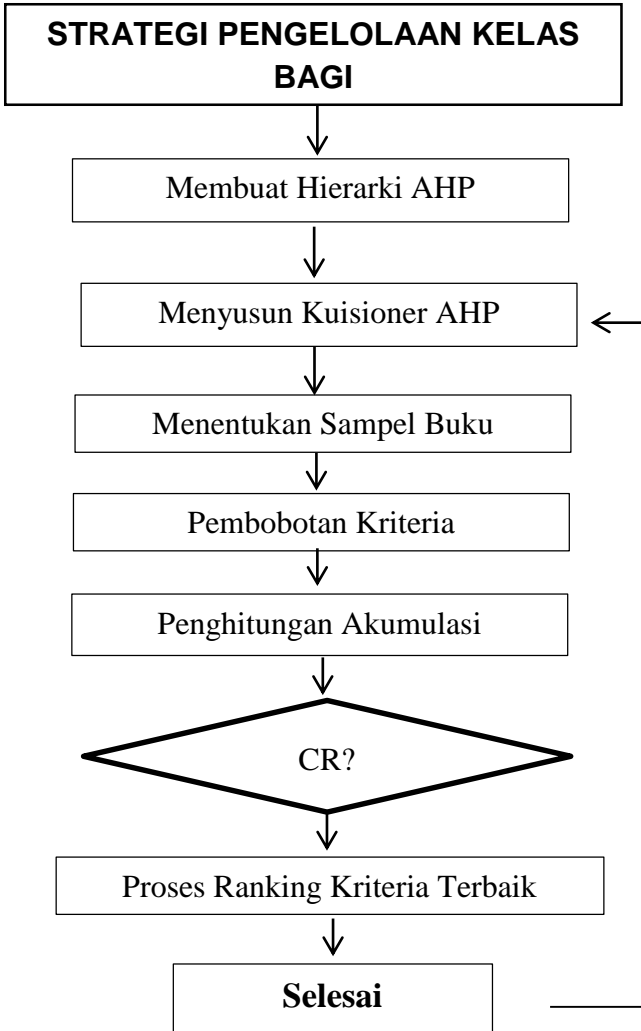 STRATEGI PENGELOLAAN KELAS
BAGI
Membuat Hierarki AHP
Menyusun Kuisioner AHP
Menentukan Sampel Buku
Pembobotan Kriteria
Penghitungan Akumulasi
CR?
Proses Ranking Kriteria Terbaik
Selesai